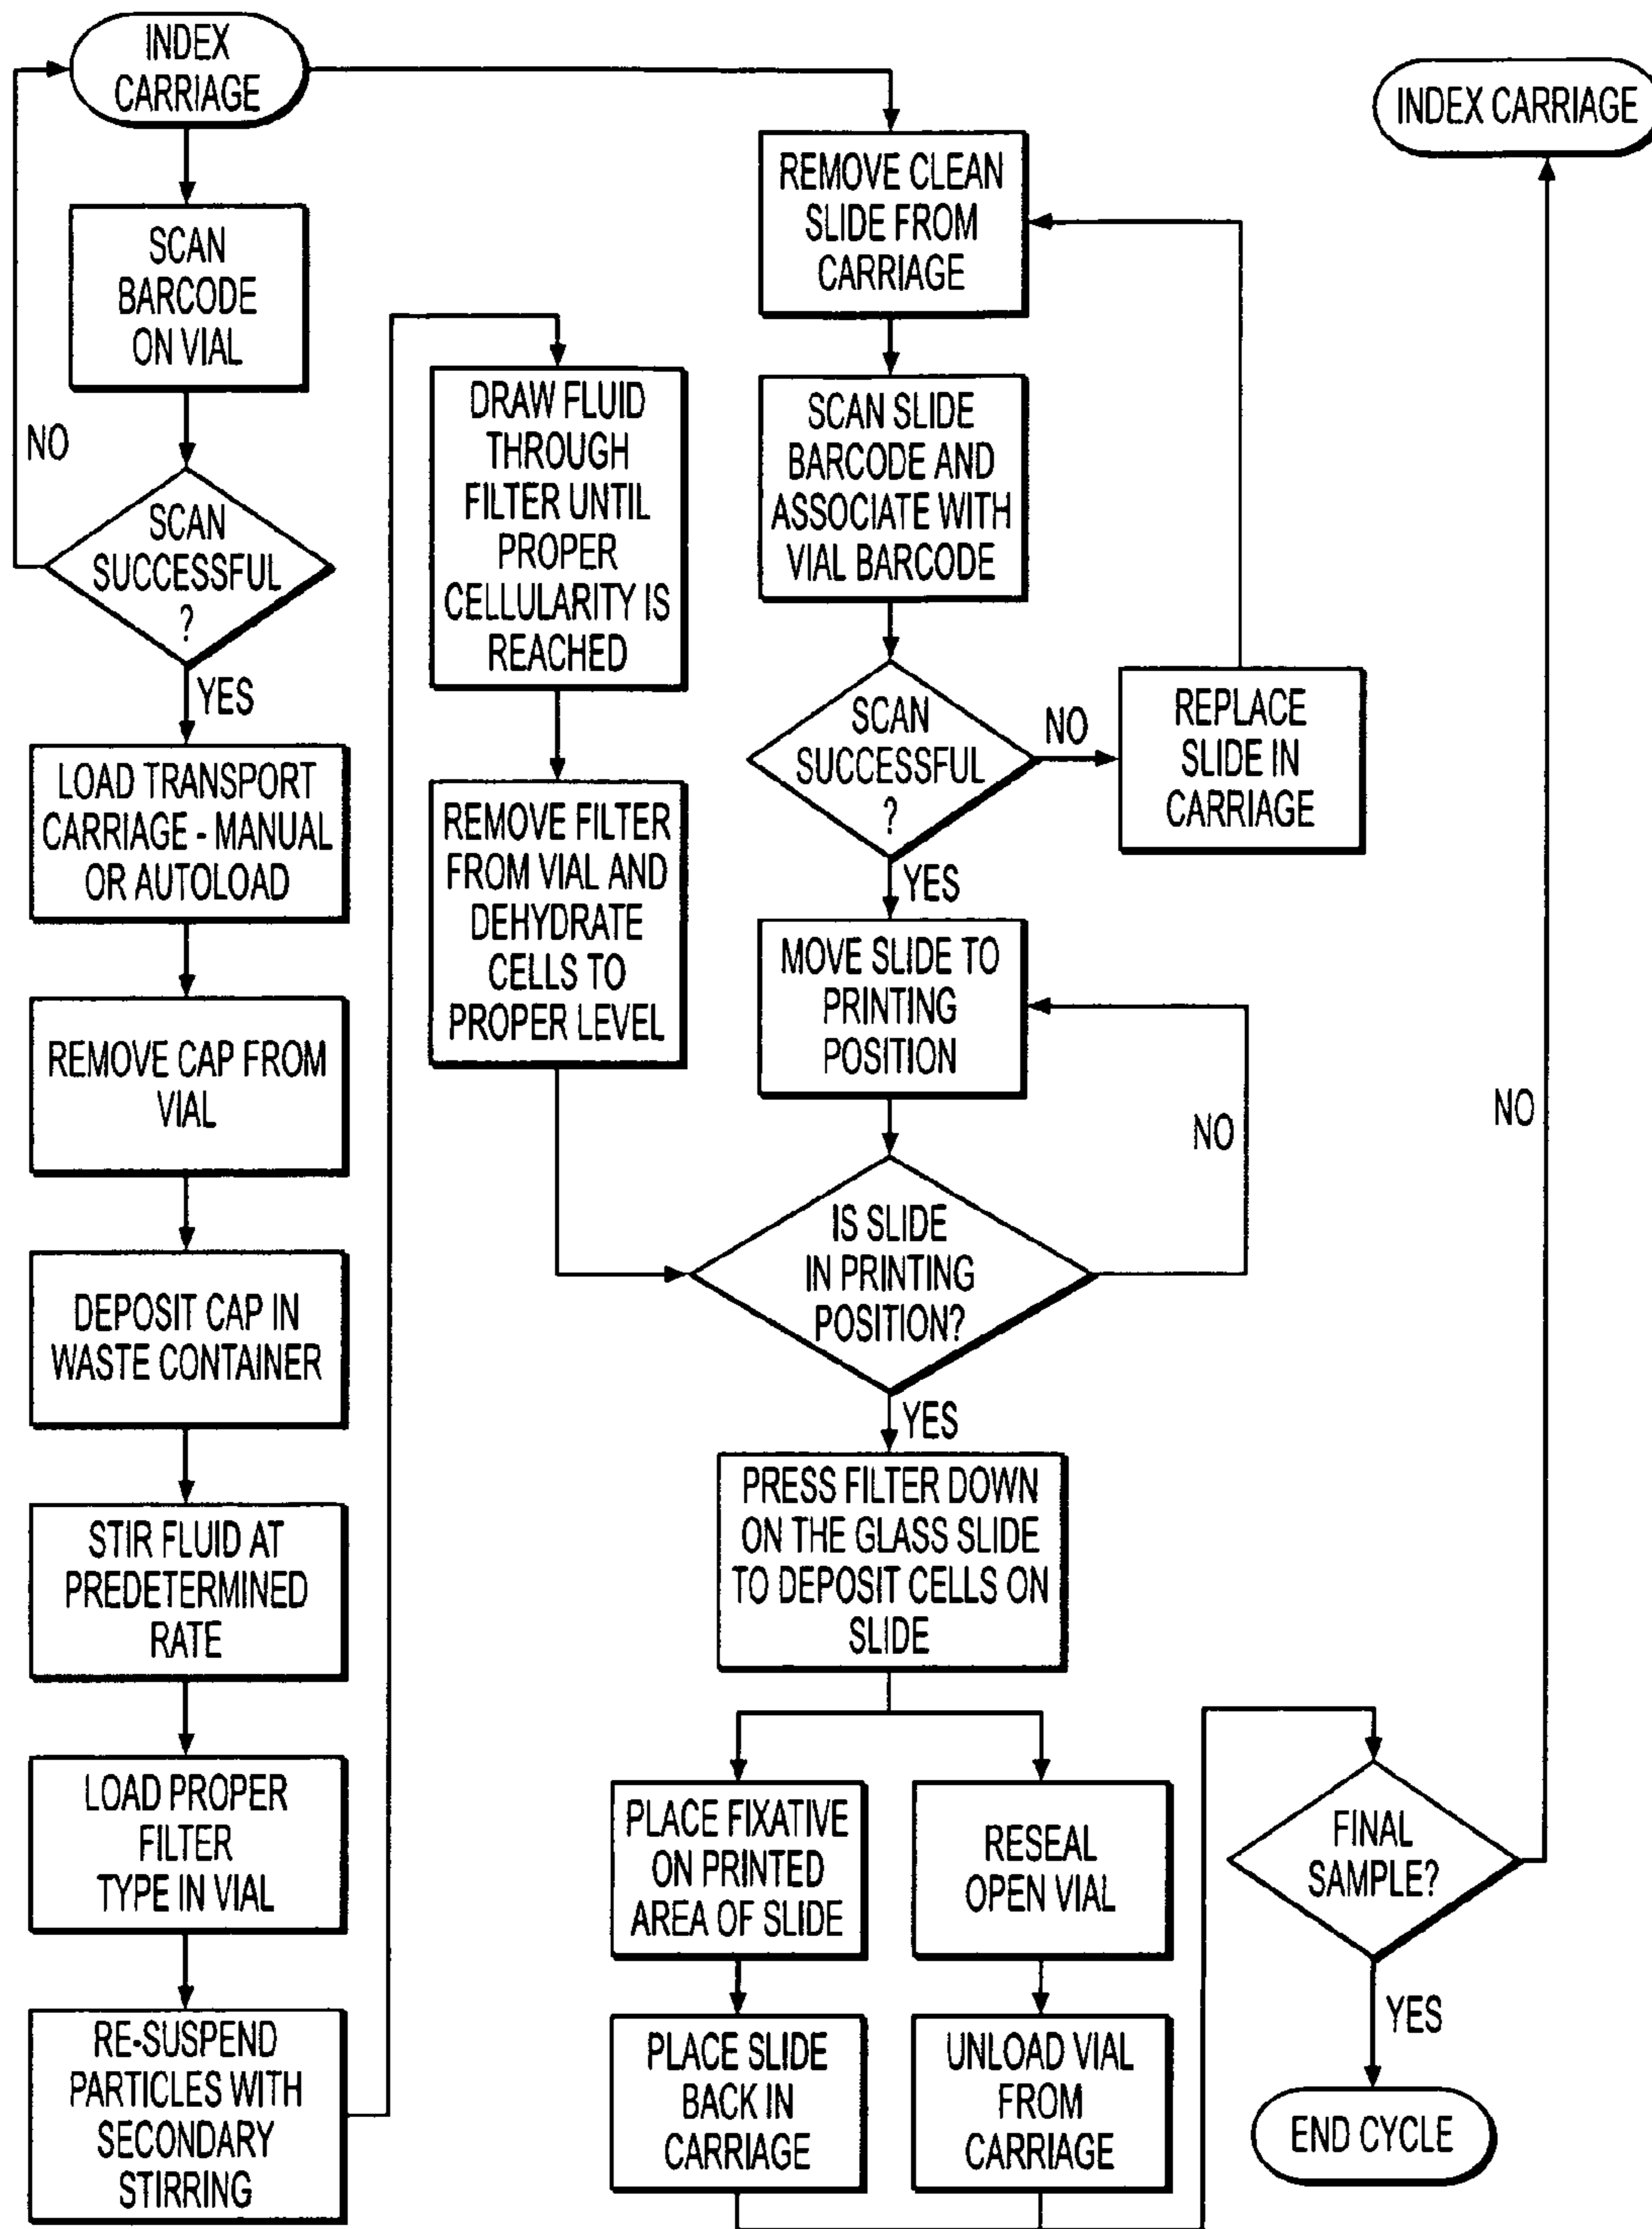 INDEX
CARRIAGE
SCAN
BARCODE
ON VIAL
NO
SCAN
SUCCESSFUL
?
YES
LOAD TRANSPORT
CARRIAGE - MANUAL
OR AUTOLOAD
REMOVE CAP FROM
VIAL
DEPOSIT CAP IN
WASTE CONTAINER
STIR FLUID AT
PREDETERMINED
RATE
LOAD PROPER
FILTER
TYPE IN VIAL
RE-SUSPEND
PARTICLES WITH
SECONDARY
STIRRING
DRAW FLUID
THROUGH
FILTER UNTIL
PROPER
CELLULARITY IS
REACHED
REMOVE FILTER
FROM VIAL AND
DEHYDRATE
CELLS TO
PROPER LEVEL
REMOVE CLEAN
SLIDE FROM
CARRIAGE
SCAN SLIDE
BARCODE AND
ASSOCIATE WITH
VIAL BARCODE
SCAN
SUCCESSFUL
?
NO
REPLACE
SLIDE IN
CARRIAGE
YES
MOVE SLIDE TO
PRINTING
POSITION
NO
IS SLIDE
IN PRINTING
POSITION?
YES
PRESS FILTER DOWN
ON THE GLASS SLIDE
TO DEPOSIT CELLS ON
SLIDE
PLACE FIXATIVE
ON PRINTED
AREA OF SLIDE
PLACE SLIDE
BACK IN
CARRIAGE
RESEAL
OPEN VIAL
UNLOAD VIAL
FROM
CARRIAGE
FINAL
SAMPLE?
YES
END CYCLE
NO
INDEX CARRIAGE